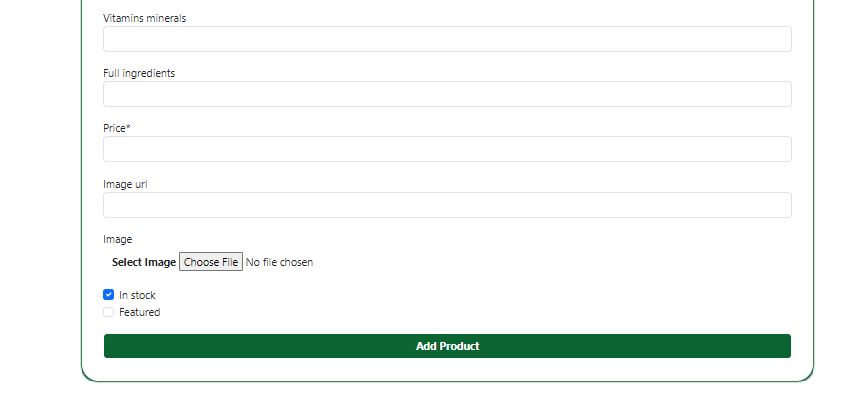 Vitamins minerals
Full ingredients
Price*
Image url
Image
Select Image Choose File No file chosen
In stock
Featured
Add Product